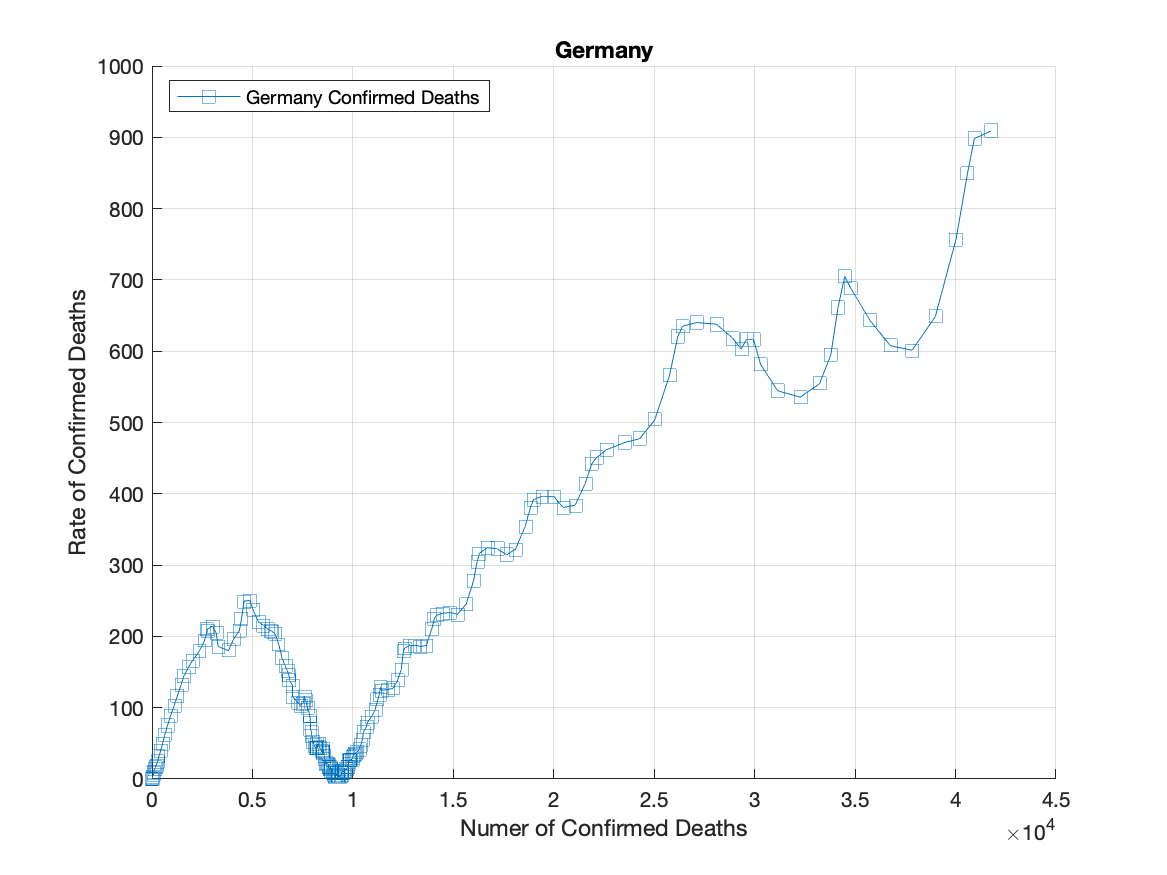 Germany
Germany Confirmed Deaths
1000
900
800
700
600
500
400
300
200
100
0
Rate of Confirmed Deaths
0 0.5 1 1.5 2 2.5 3 3.5 4 4.5
Numer of Confirmed Deaths
×10⁴